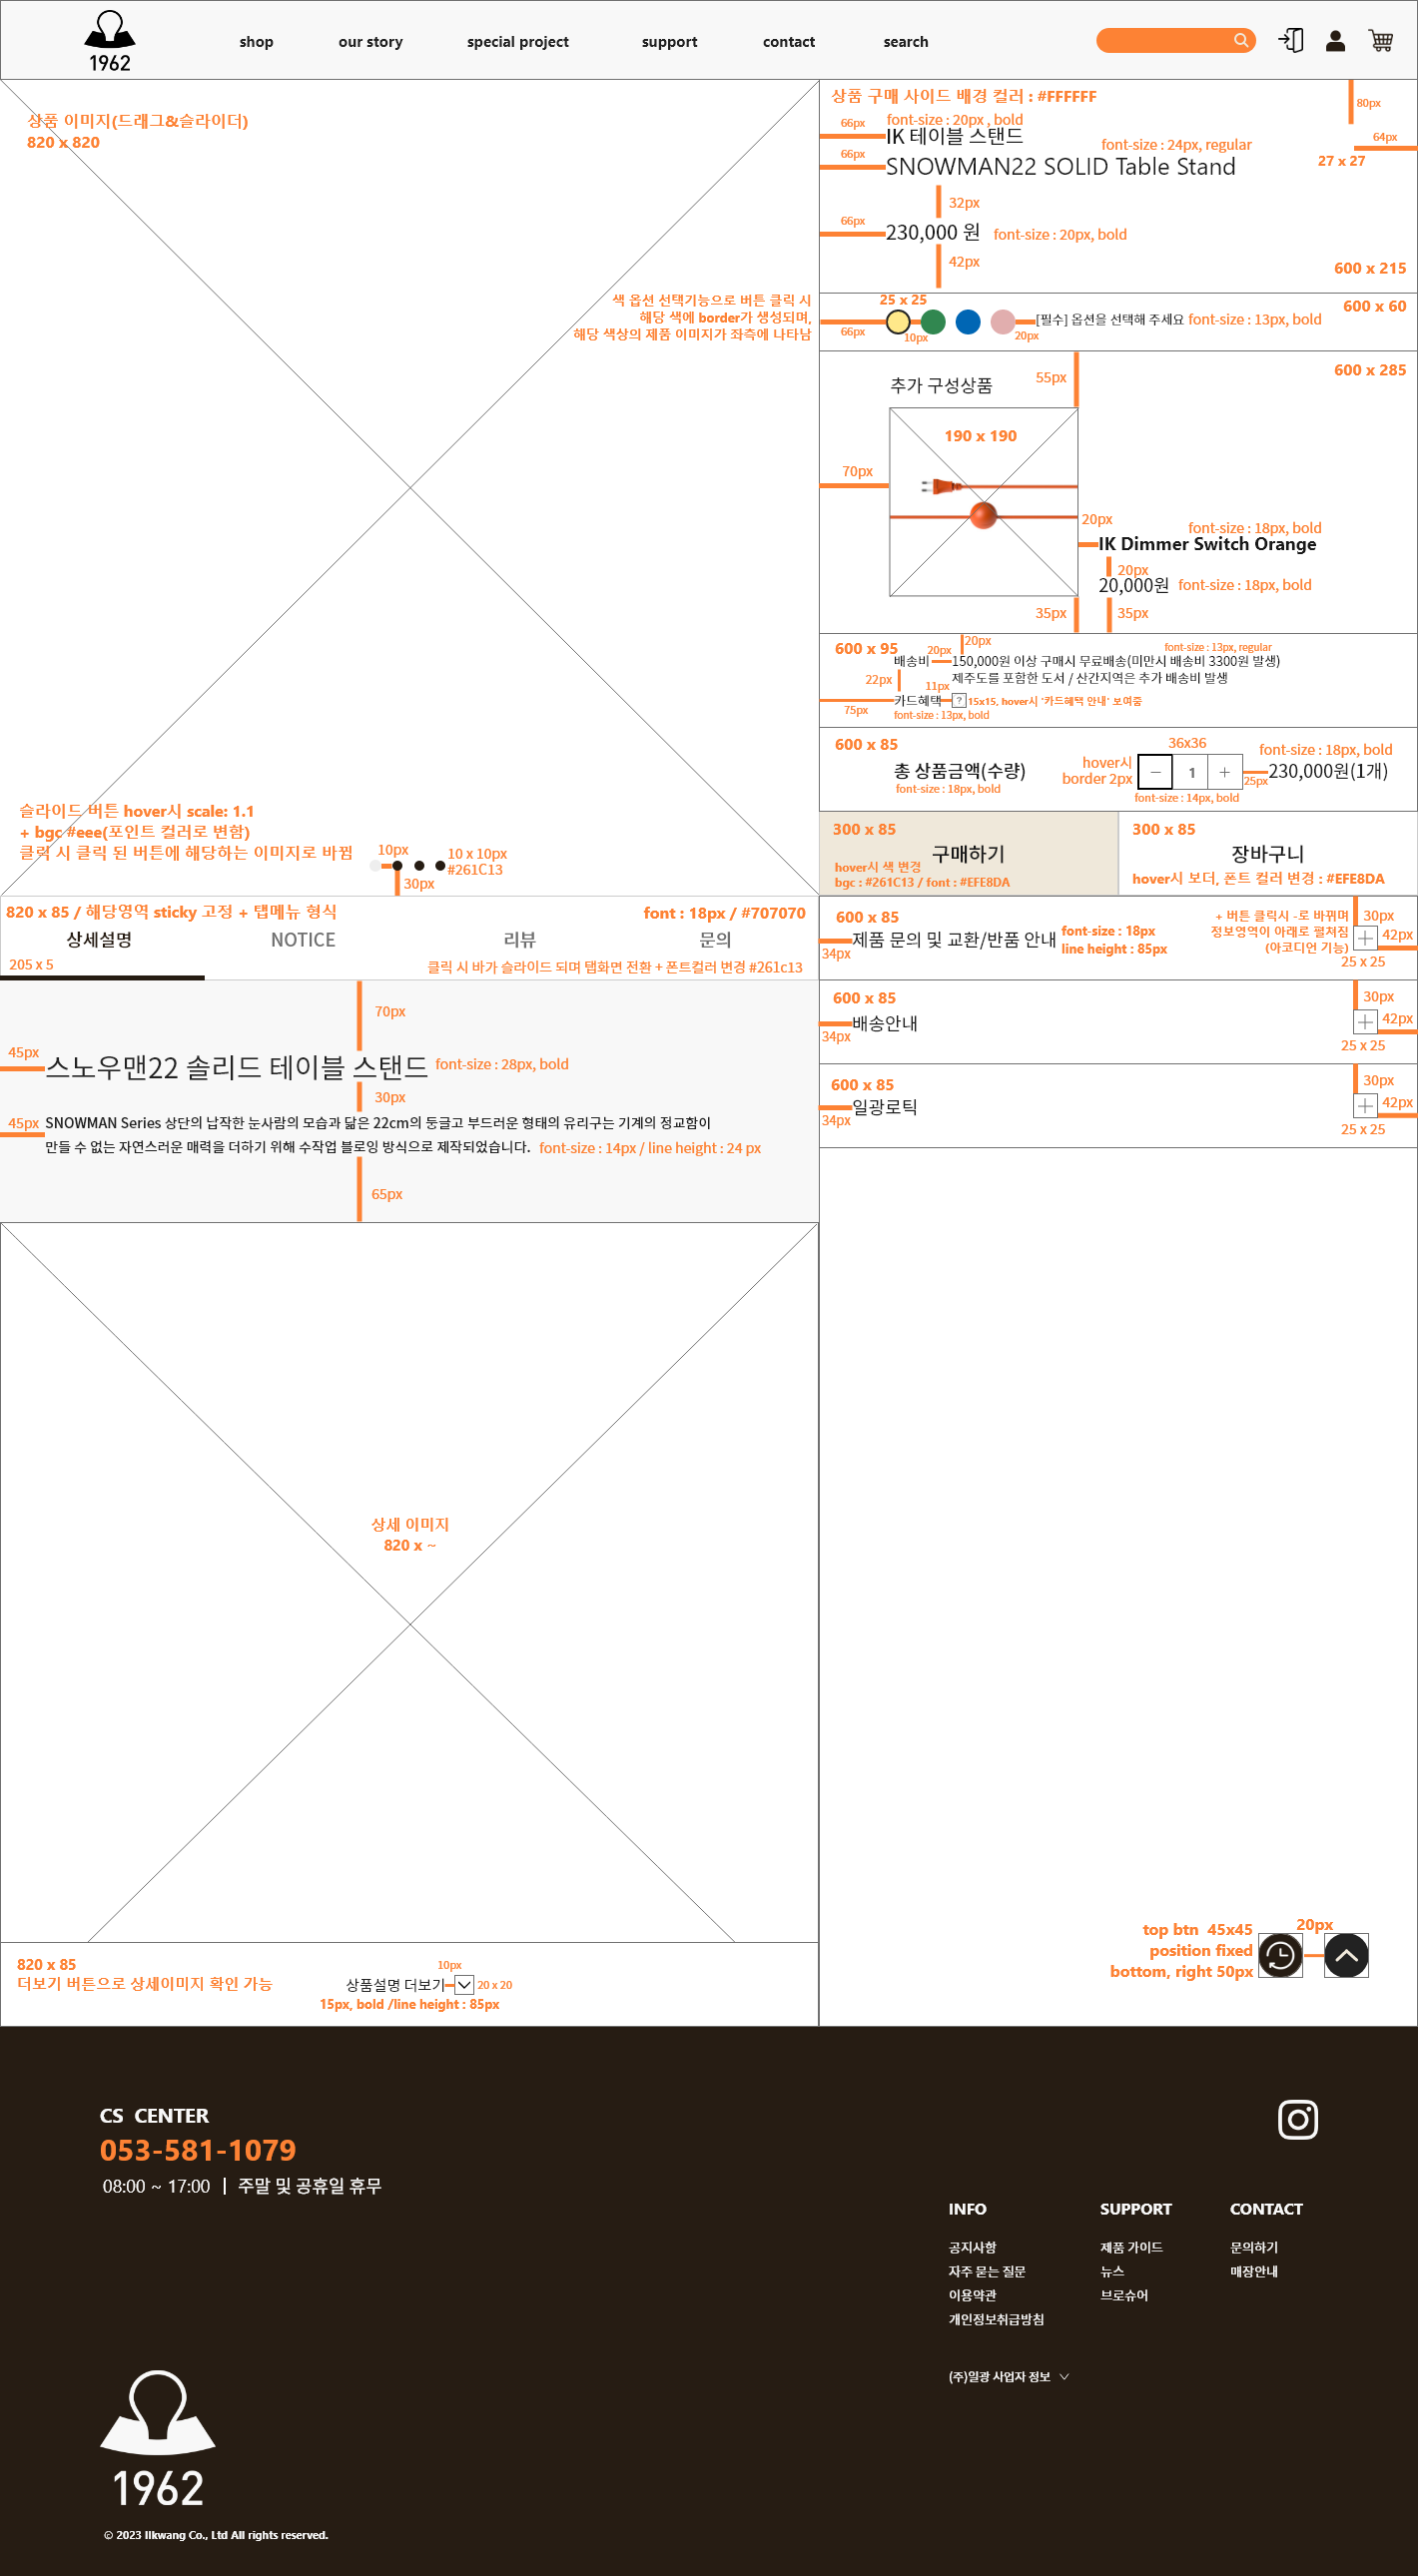 1962
shop
our story
special project
support
contact
search
상품 이미지(드래그&슬라이더)
820 x 820
색 옵션 선택기능으로 버튼 클릭 시
해당 색에 border가 생성되며,
해당 색상의 제품 이미지가 좌측에 나타남
슬라이드 버튼 hover시 scale: 1.1
+ bgc #eee(포인트 컬러로 변함)
클릭 시 클릭 된 버튼에 해당하는 이미지로 바뀜
10px
10 x 10px
#261C13
30px
상품 구매 사이드 배경 컬러 : #FFFFFF
80px
font-size : 20px , bold
66px
IK 테이블 스탠드
font-size : 24px, regular
64px
27 x 27
66px
SNOWMAN22 SOLID Table Stand
32px
66px
230,000 원
font-size : 20px, bold
42px
600 x 215
25 x 25
600 x 60
66px
10px
20px
[필수] 옵션을 선택해 주세요
font-size : 13px, bold
600 x 285
55px
추가 구성상품
190 x 190
70px
20px
font-size : 18px, bold
IK Dimmer Switch Orange
20px
20,000원
font-size : 18px, bold
35px
35px
600 x 95
20px
font-size : 13px, regular
20px
배송비
150,000원 이상 구매시 무료배송(미만시 배송비 3300원 발생)
22px
제주도를 포함한 도서 / 산간지역은 추가 배송비 발생
11px
카드혜택
?
15x15, hover시 '카드혜택 안내' 보여줌
75px
font-size : 13px, bold
600 x 85
36x36
font-size : 18px, bold
hover시
border 2px
총 상품금액(수량)
1
25px
230,000원(1개)
font-size : 18px, bold
font-size : 14px, bold
300 x 85
구매하기
hover시 색 변경
bgc : #261C13 / font : #EFE8DA
300 x 85
장바구니
hover시 보더, 폰트 컬러 변경 : #EFE8DA
820 x 85 / 해당영역 sticky 고정 + 탭메뉴 형식
font : 18px / #707070
상세설명
NOTICE
리뷰
문의
205 x 5
클릭 시 바가 슬라이드 되며 탭화면 전환 + 폰트컬러 변경 #261c13
600 x 85
34px
제품 문의 및 교환/반품 안내
font-size : 18px
line height : 85px
+ 버튼 클릭시 -로 바뀌며
정보영역이 아래로 펼쳐짐
(아코디언 기능)
30px
42px
25 x 25
600 x 85
34px
배송안내
30px
42px
25 x 25
600 x 85
34px
일광로틱
30px
42px
25 x 25
70px
45px
스노우맨22 솔리드 테이블 스탠드
font-size : 28px, bold
30px
45px
SNOWMAN Series 상단의 납작한 눈사람의 모습과 닮은 22cm의 둥글고 부드러운 형태의 유리구는 기계의 정교함이
만들 수 없는 자연스러운 매력을 더하기 위해 수작업 블로잉 방식으로 제작되었습니다.
font-size : 14px / line height : 24 px
65px
상세 이미지
820 x ~
top btn 45x45
position fixed
bottom, right 50px
20px
820 x 85
더보기 버튼으로 상세이미지 확인 가능
10px
상품설명 더보기
20 x 20
15px, bold /line height : 85px
CS CENTER
053-581-1079
08:00 ~ 17:00 | 주말 및 공휴일 휴무
INFO
공지사항
자주 묻는 질문
이용약관
개인정보취급방침
SUPPORT
제품 가이드
뉴스
브로슈어
CONTACT
문의하기
매장안내
(주)일광 사업자 정보
1962
© 2023 Ilkwang Co., Ltd All rights reserved.